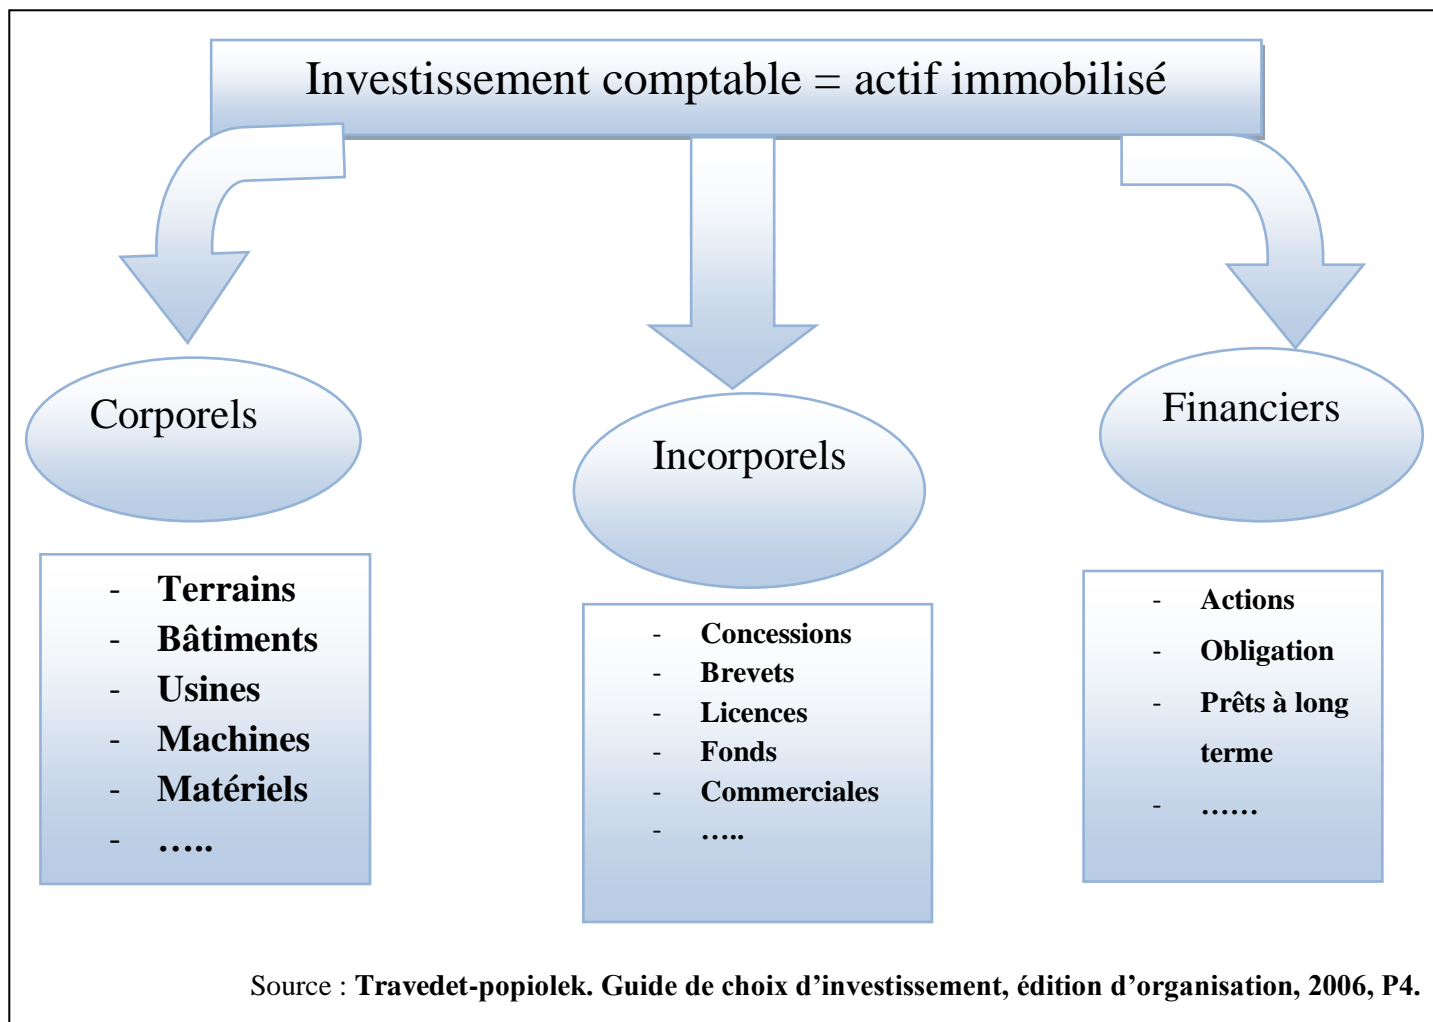 Investissement comptable = actif immobilisé
Corporels
Incorporels
Financiers
- Terrains
- Bâtiments
- Usines
- Machines
- Matériels
- …..
- Concessions
- Brevets
- Licences
- Fonds
- Commerciales
- …..
- Actions
- Obligation
- Prêts à long
terme
- ……
Source : Travedet-popiolek. Guide de choix d’investissement, édition d’organisation, 2006, P4.